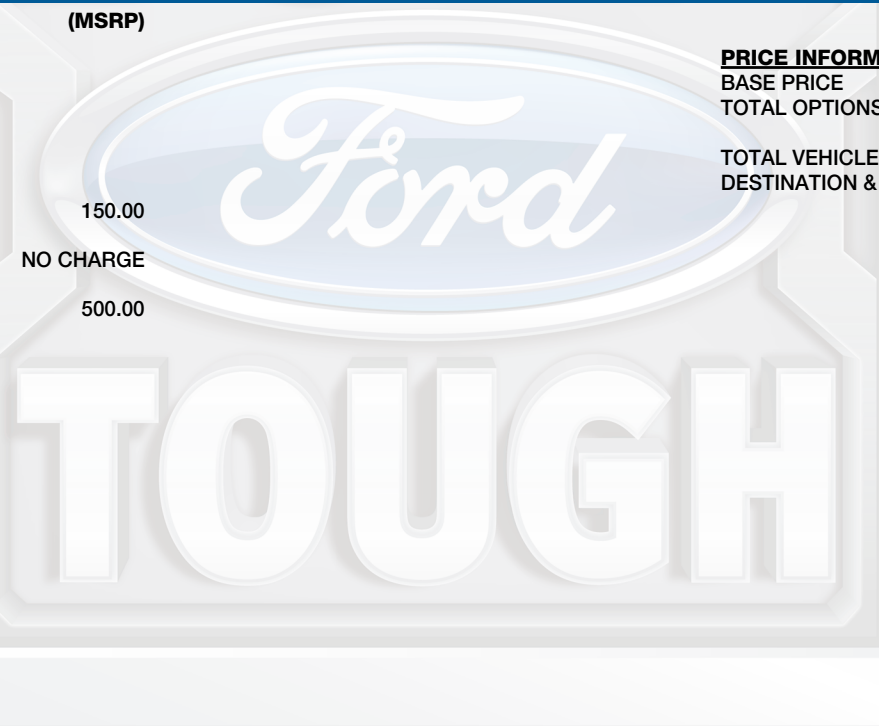 (MSRP)
150.00
NO CHARGE
500.00
PRICE INFORM
BASE PRICE
TOTAL OPTIONS
TOTAL VEHICLE
DESTINATION &
Ford
TOUGH